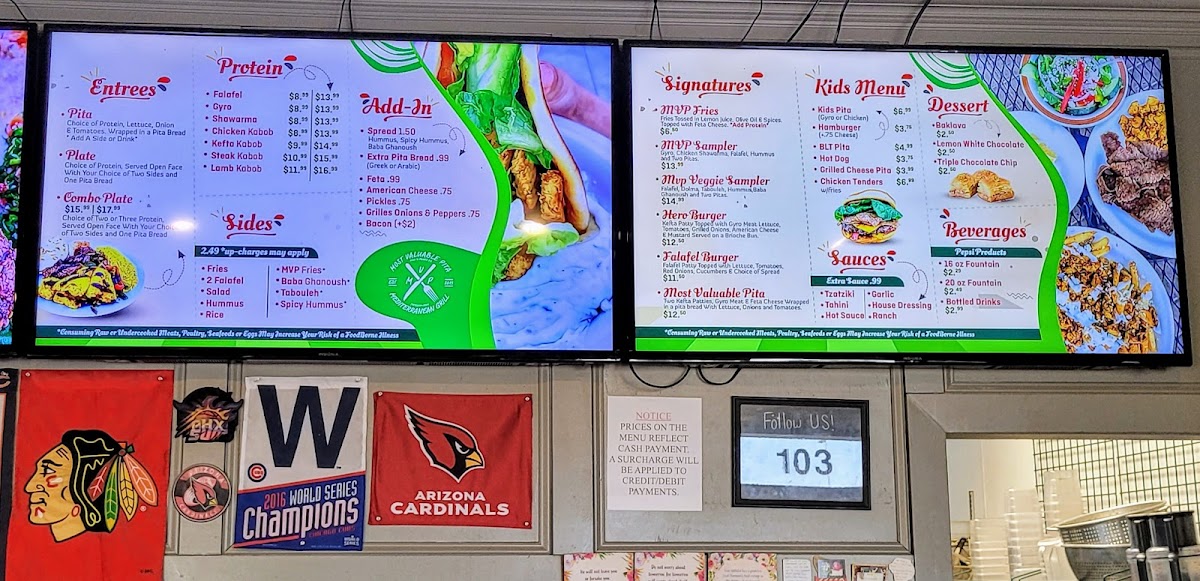 Entrees
• Pita
Choice of Protein, Lettuce, Onion
& Tomatoes, Wrapped in a Pita Bread
* Add A Side or Drink*
• Plate
Choice of Protein, Served Open Face
With Your Choice of Two Sides and
One Pita Bread
• Combo Plate
$15.99 | $17.99
Choice of Two or Three Protein,
Served Open Face With Your Choice
of Two Sides and One Pita Bread
Protein
• Falafel $8.99 $13.99
• Gyro $8.99 $13.99
• Shawarma $8.99 $13.99
• Chicken Kabob $8.99 $13.99
• Kefta Kabob $9.99 $14.99
• Steak Kabob $10.99 $15.99
• Lamb Kabob $11.99 $16.99
Sides
2.49 *up-charges may apply
• Fries
• 2 Falafel
• Salad
• Hummus
• Rice
• MVP Fries*
• Baba Ghanoush*
• Tabouleh*
• Spicy Hummus*
Add-In
• Spread 1.50
Hummus, Spicy Hummus,
Baba Ghanoush
• Extra Pita Bread .99
(Greek or Arabic)
• Feta .99
• American Cheese .75
• Pickles .75
• Grilles Onions & Peppers .75
• Bacon (+$2)
MOST VALUABLE PITA
MVP
MEDITERRANEAN GRILL
*Consuming Raw or Undercooked Meats, Poultry, Seafoods or Eggs May Increase Your Risk of a FoodBerne Illness
Signatures
• MVP Fries
Fries Tossed in Lemon Juice, Olive Oil & Spices.
Topped with Feta Cheese. *Add Protein*
$6.50
• MVP Sampler
Gyro, Chicken Shawarma, Falafel, Hummus
and Two Pitas.
$13.99
• Mvp Veggie Sampler
Falafel, Dolma, Tabouleh, Hummus, Baba
Ghanoush and Two Pitas.
$14.99
• Hero Burger
Kefta Patty Topped with Gyro Meat, Lettuce,
Tomatoes, Grilled Onions, American Cheese
& Mustard Served on a Brioche Bun.
$12.50
• Falafel Burger
Falafel Patty Topped with Lettuce, Tomatoes,
Red Onions, Cucumbers & Choice of Spread
$11.50
• Most Valuable Pita
Two Kefta Patties, Gyro Meat & Feta Cheese Wrapped
in a pita Bread with Lettuce, Onions and Tomatoes.
$12.50
Kids Menu
• Kids Pita $6.99
(Gyro or Chicken)
• Hamburger $3.75
(+.75 Cheese)
• BLT Pita $4.99
• Hot Dog $3.75
• Grilled Cheese Pita $3.99
• Chicken Tenders $6.99
w/fries
Sauces
Extra Sauce .99
• Tzatziki
• Tahini
• Hot Sauce
• Garlic
• House Dressing
• Ranch
Dessert
• Baklava
$2.50
• Lemon White Chocolate
$2.50
• Triple Chocolate Chip
$2.50
Beverages
Pepsi Products
• 16 oz Fountain
$2.29
• 20 oz Fountain
$2.49
• Bottled Drinks
$2.99
*Consuming Raw or Undercooked Meats, Poultry, Seafoods or Eggs May Increase Your Risk of a FoodBerne Illness
PHX
SUNS
W
2016 WORLD SERIES
Champions
CHICAGO CUBS
ARIZONA
CARDINALS
NOTICE
PRICES ON THE
MENU REFLECT
CASH PAYMENT.
A SURCHARGE WILL
BE APPLIED TO
CREDIT/DEBIT
PAYMENTS.
Follow US!
103